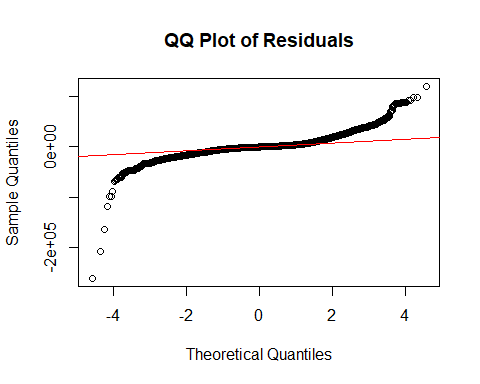 QQ Plot of Residuals
Sample Quantiles
0e+00
-2e+05
-4 -2 0 2 4
Theoretical Quantiles